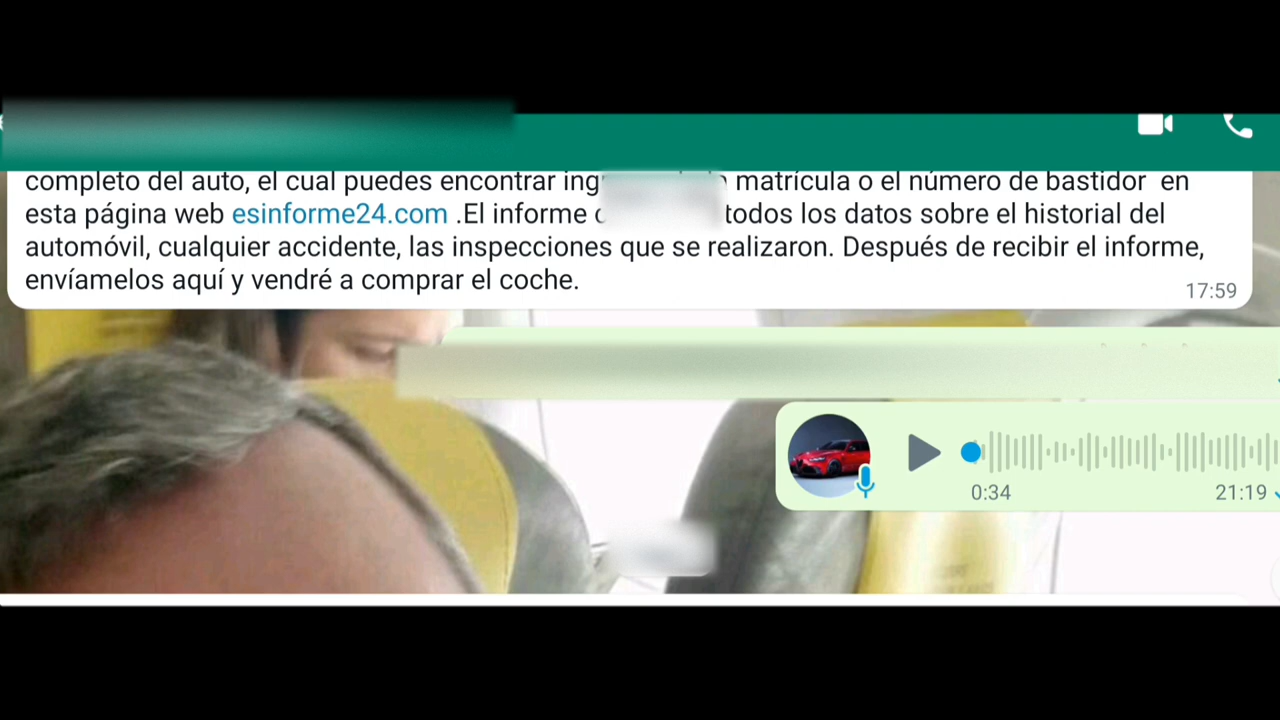 completo del auto, el cual puedes encontrar matrícula o el número de bastidor en
esta página web esinforme24.com .El informe todos los datos sobre el historial del
automóvil, cualquier accidente, las inspecciones que se realizaron. Después de recibir el informe,
envíamelos aquí y vendré a comprar el coche.
17:59
0:34
21:19